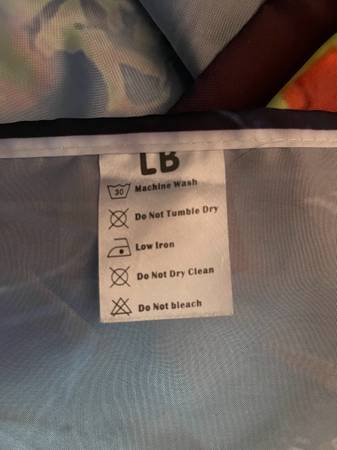 LB
30 Machine Wash
Do Not Tumble Dry
Low Iron
Do Not Dry Clean
Do Not bleach